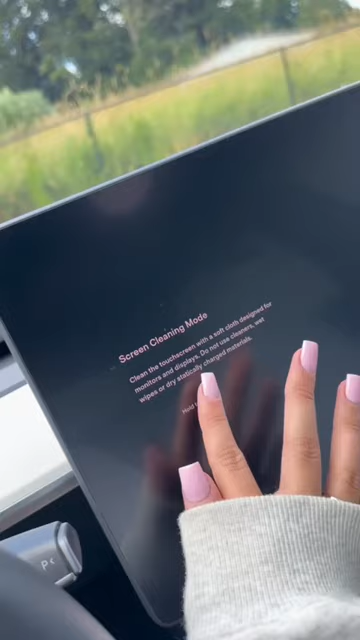 Screen Cleaning Mode
Clean the touchscreen with a soft cloth designed for
monitors and displays. Do not use cleaners, wet
wipes or dry statically charged materials.
Hold
P